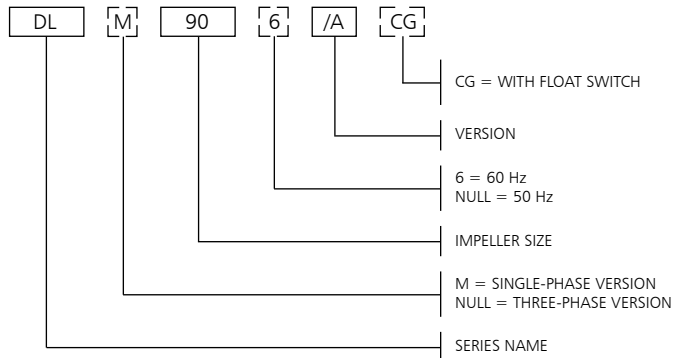 DL M 90 6 /A CG
CG = WITH FLOAT SWITCH
VERSION
6 = 60 Hz
NULL = 50 Hz
IMPELLER SIZE
M = SINGLE-PHASE VERSION
NULL = THREE-PHASE VERSION
SERIES NAME